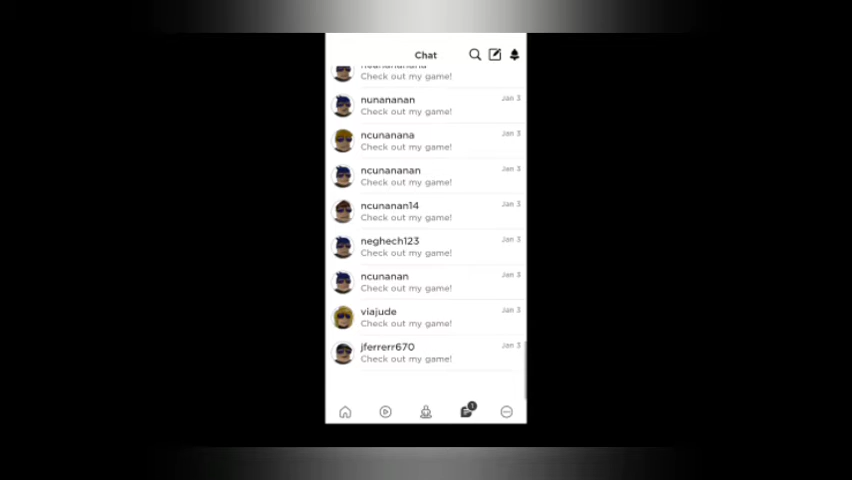 Chat
Check out my game!
nunananan
Jan 3
Check out my game!
ncunanana
Jan 3
Check out my game!
ncunananan
Jan 3
Check out my game!
ncunanan14
Jan 3
Check out my game!
neghech123
Jan 3
Check out my game!
ncunanan
Jan 3
Check out my game!
viajude
Jan 3
Check out my game!
jferrerr670
Jan 3
Check out my game!
1